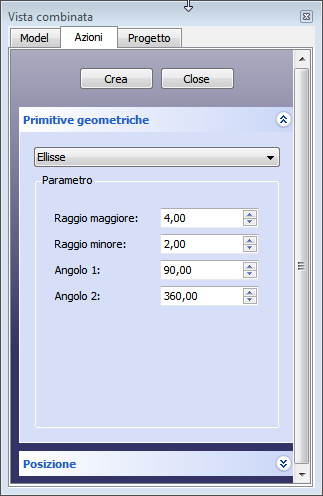 Vista combinata
Model Azioni Progetto
Crea Close
Primitive geometriche
Ellisse
Parametro
Raggio maggiore: 4,00
Raggio minore: 2,00
Angolo 1: 90,00
Angolo 2: 360,00
Posizione